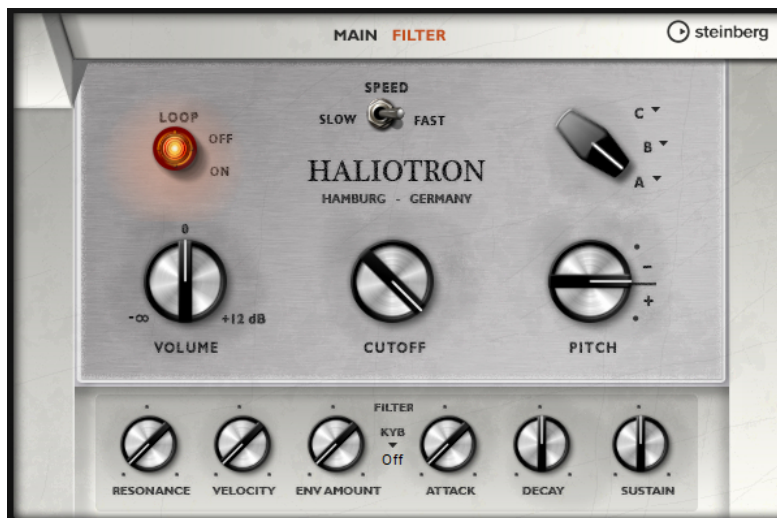 MAIN FILTER
steinberg
SPEED
SLOW FAST
LOOP
OFF
ON
C
B
A
HALIOTRON
HAMBURG - GERMANY
0
-∞ +12 dB
-
+
VOLUME CUTOFF PITCH
FILTER
KYB
Off
RESONANCE VELOCITY ENV AMOUNT ATTACK DECAY SUSTAIN